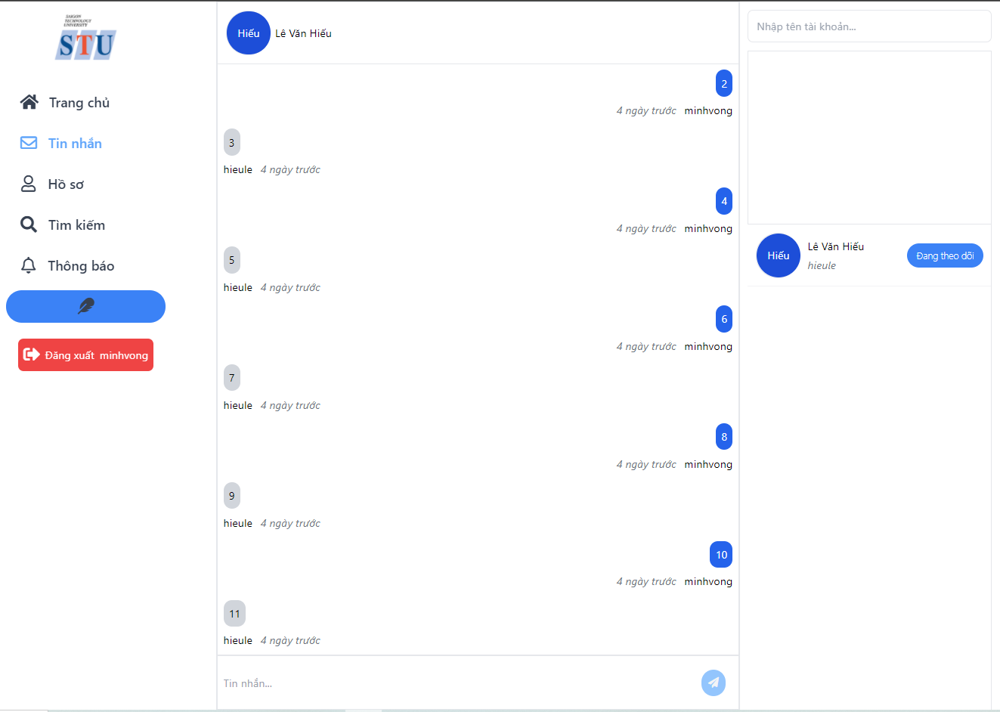 SAIGON
TECHNOLOGY
UNIVERSITY
STU
Trang chủ
Tin nhắn
Hồ sơ
Tìm kiếm
Thông báo
Đăng xuất minhvong
Hiếu
Lê Văn Hiếu
2
4 ngày trước minhvong
3
hieule 4 ngày trước
4
4 ngày trước minhvong
5
hieule 4 ngày trước
6
4 ngày trước minhvong
7
hieule 4 ngày trước
8
4 ngày trước minhvong
9
hieule 4 ngày trước
10
4 ngày trước minhvong
11
hieule 4 ngày trước
Tin nhắn...
Nhập tên tài khoản...
Hiếu
Lê Văn Hiếu
hieule
Đang theo dõi